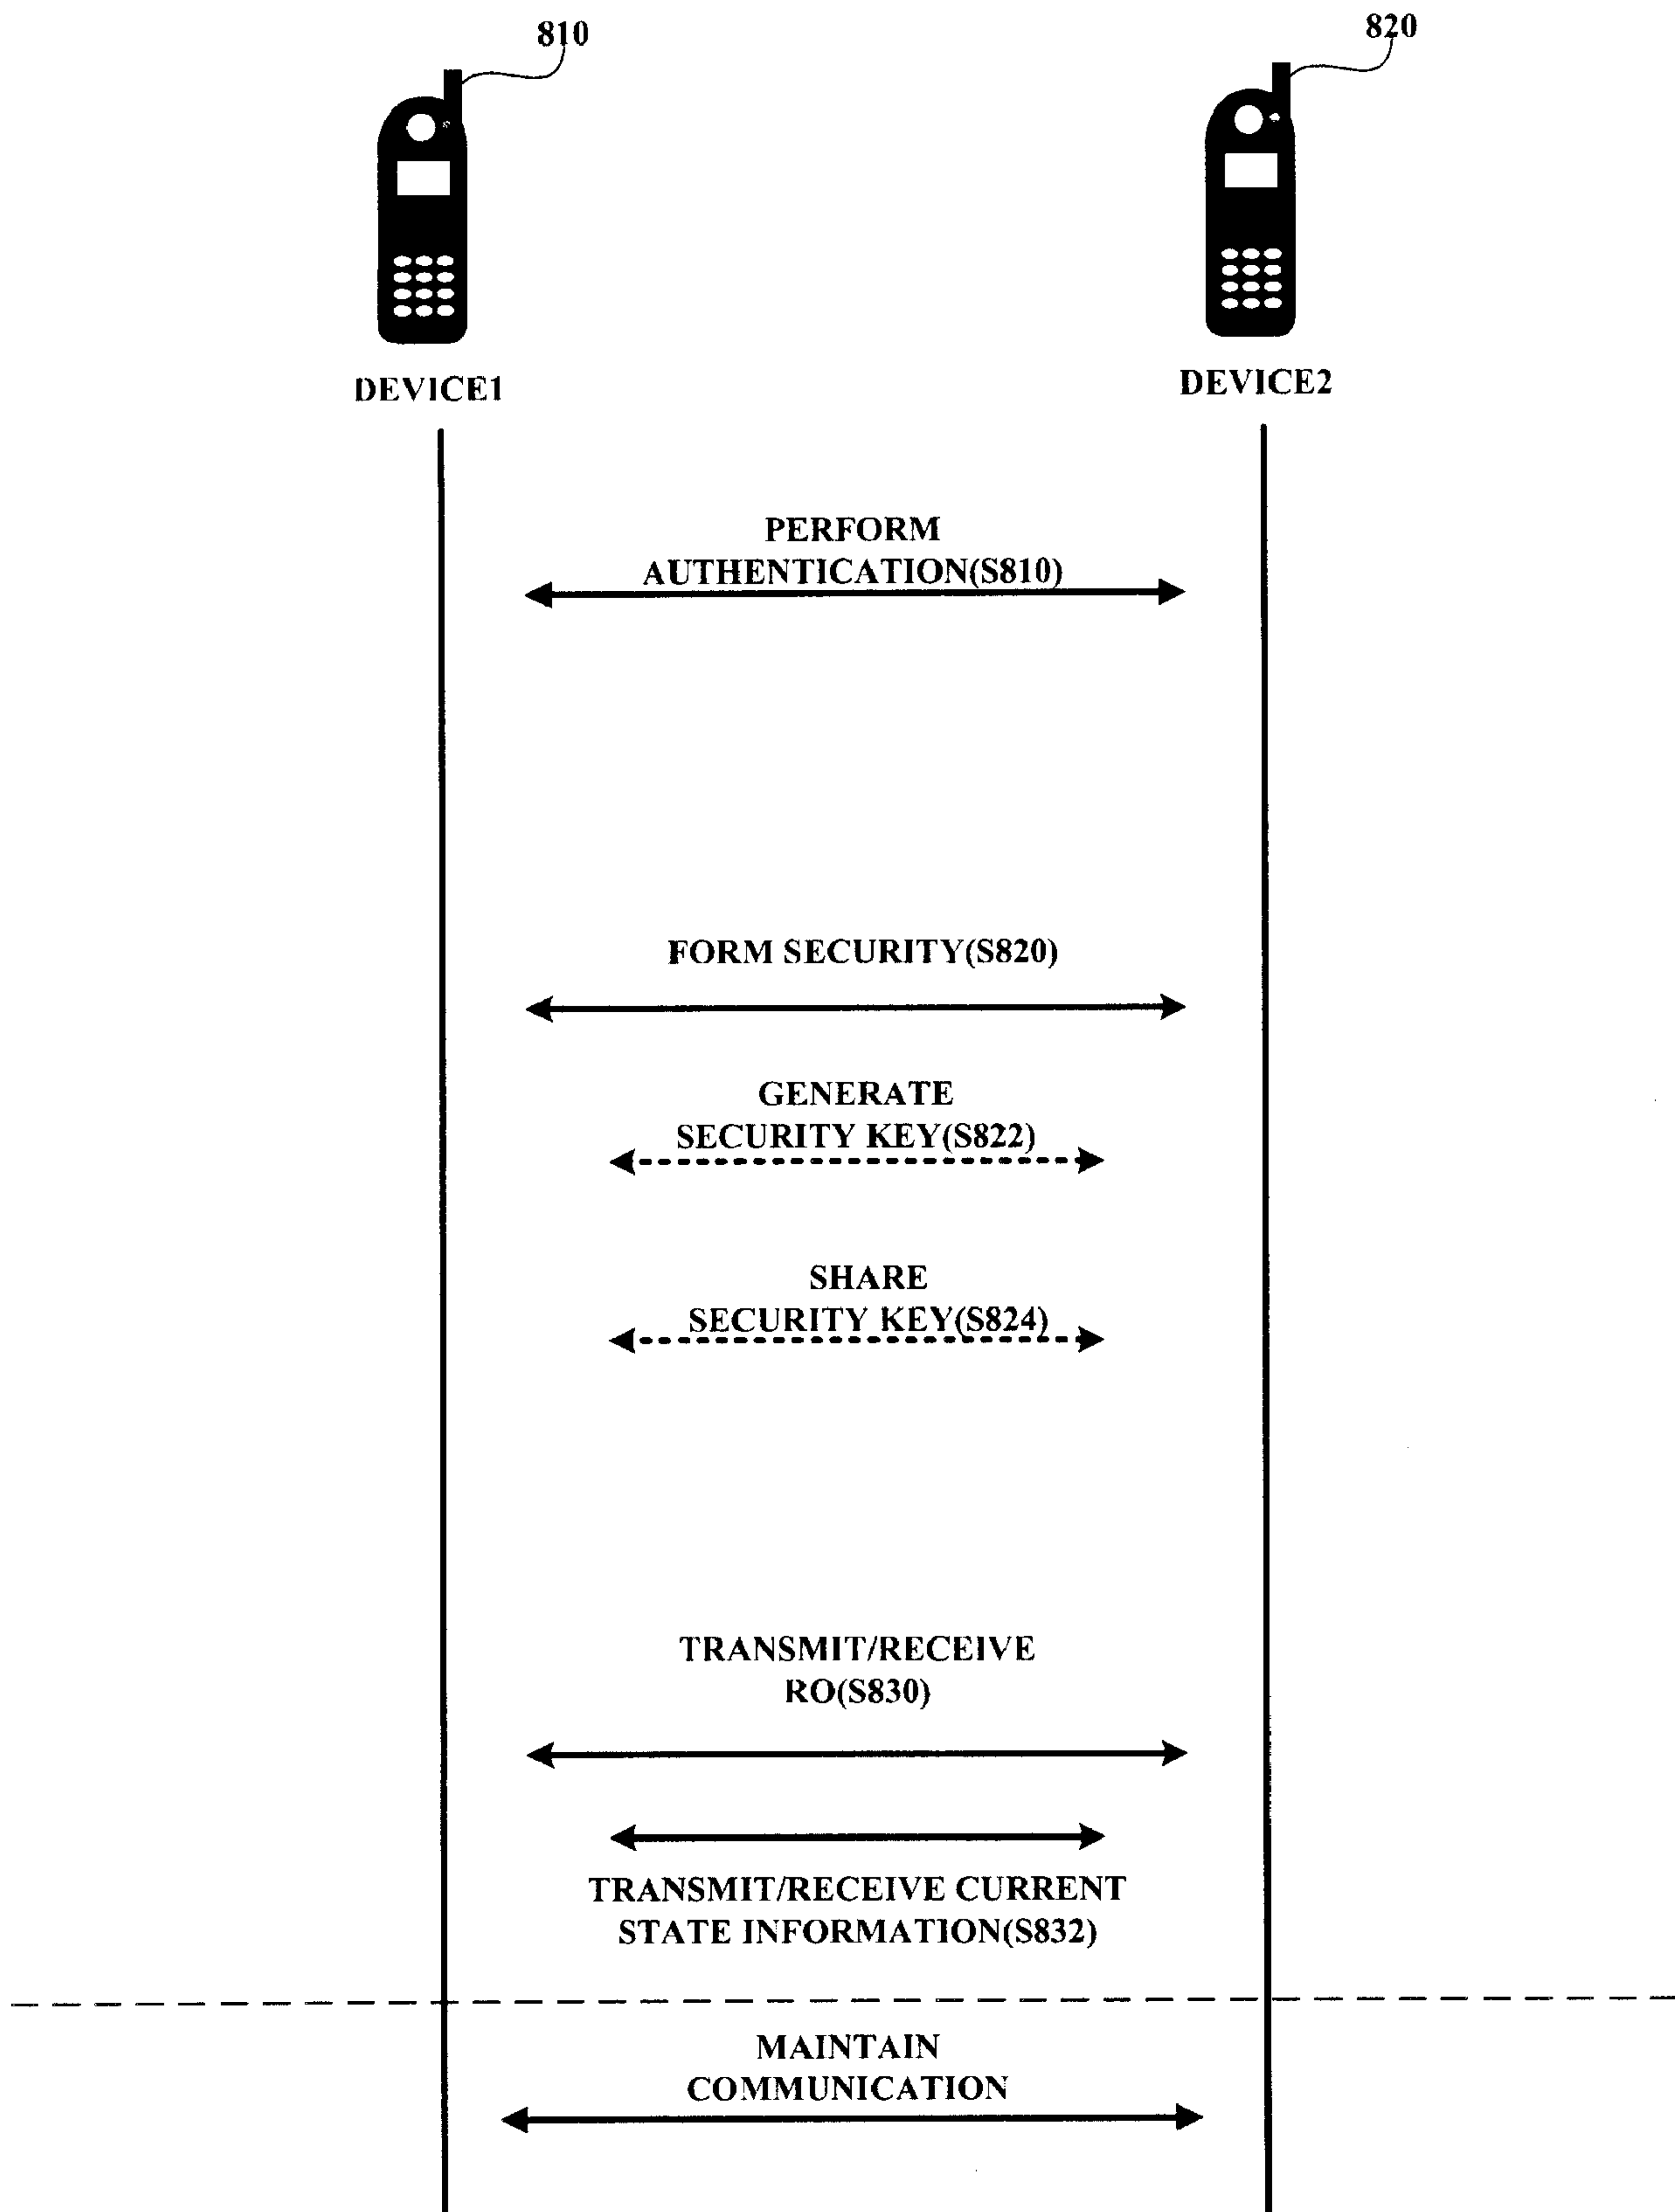 810
820
DEVICE1
DEVICE2
PERFORM
AUTHENTICATION(S810)
FORM SECURITY(S820)
GENERATE
SECURITY KEY(S822)
SHARE
SECURITY KEY(S824)
TRANSMIT/RECEIVE
RO(S830)
TRANSMIT/RECEIVE CURRENT
STATE INFORMATION(S832)
MAINTAIN
COMMUNICATION